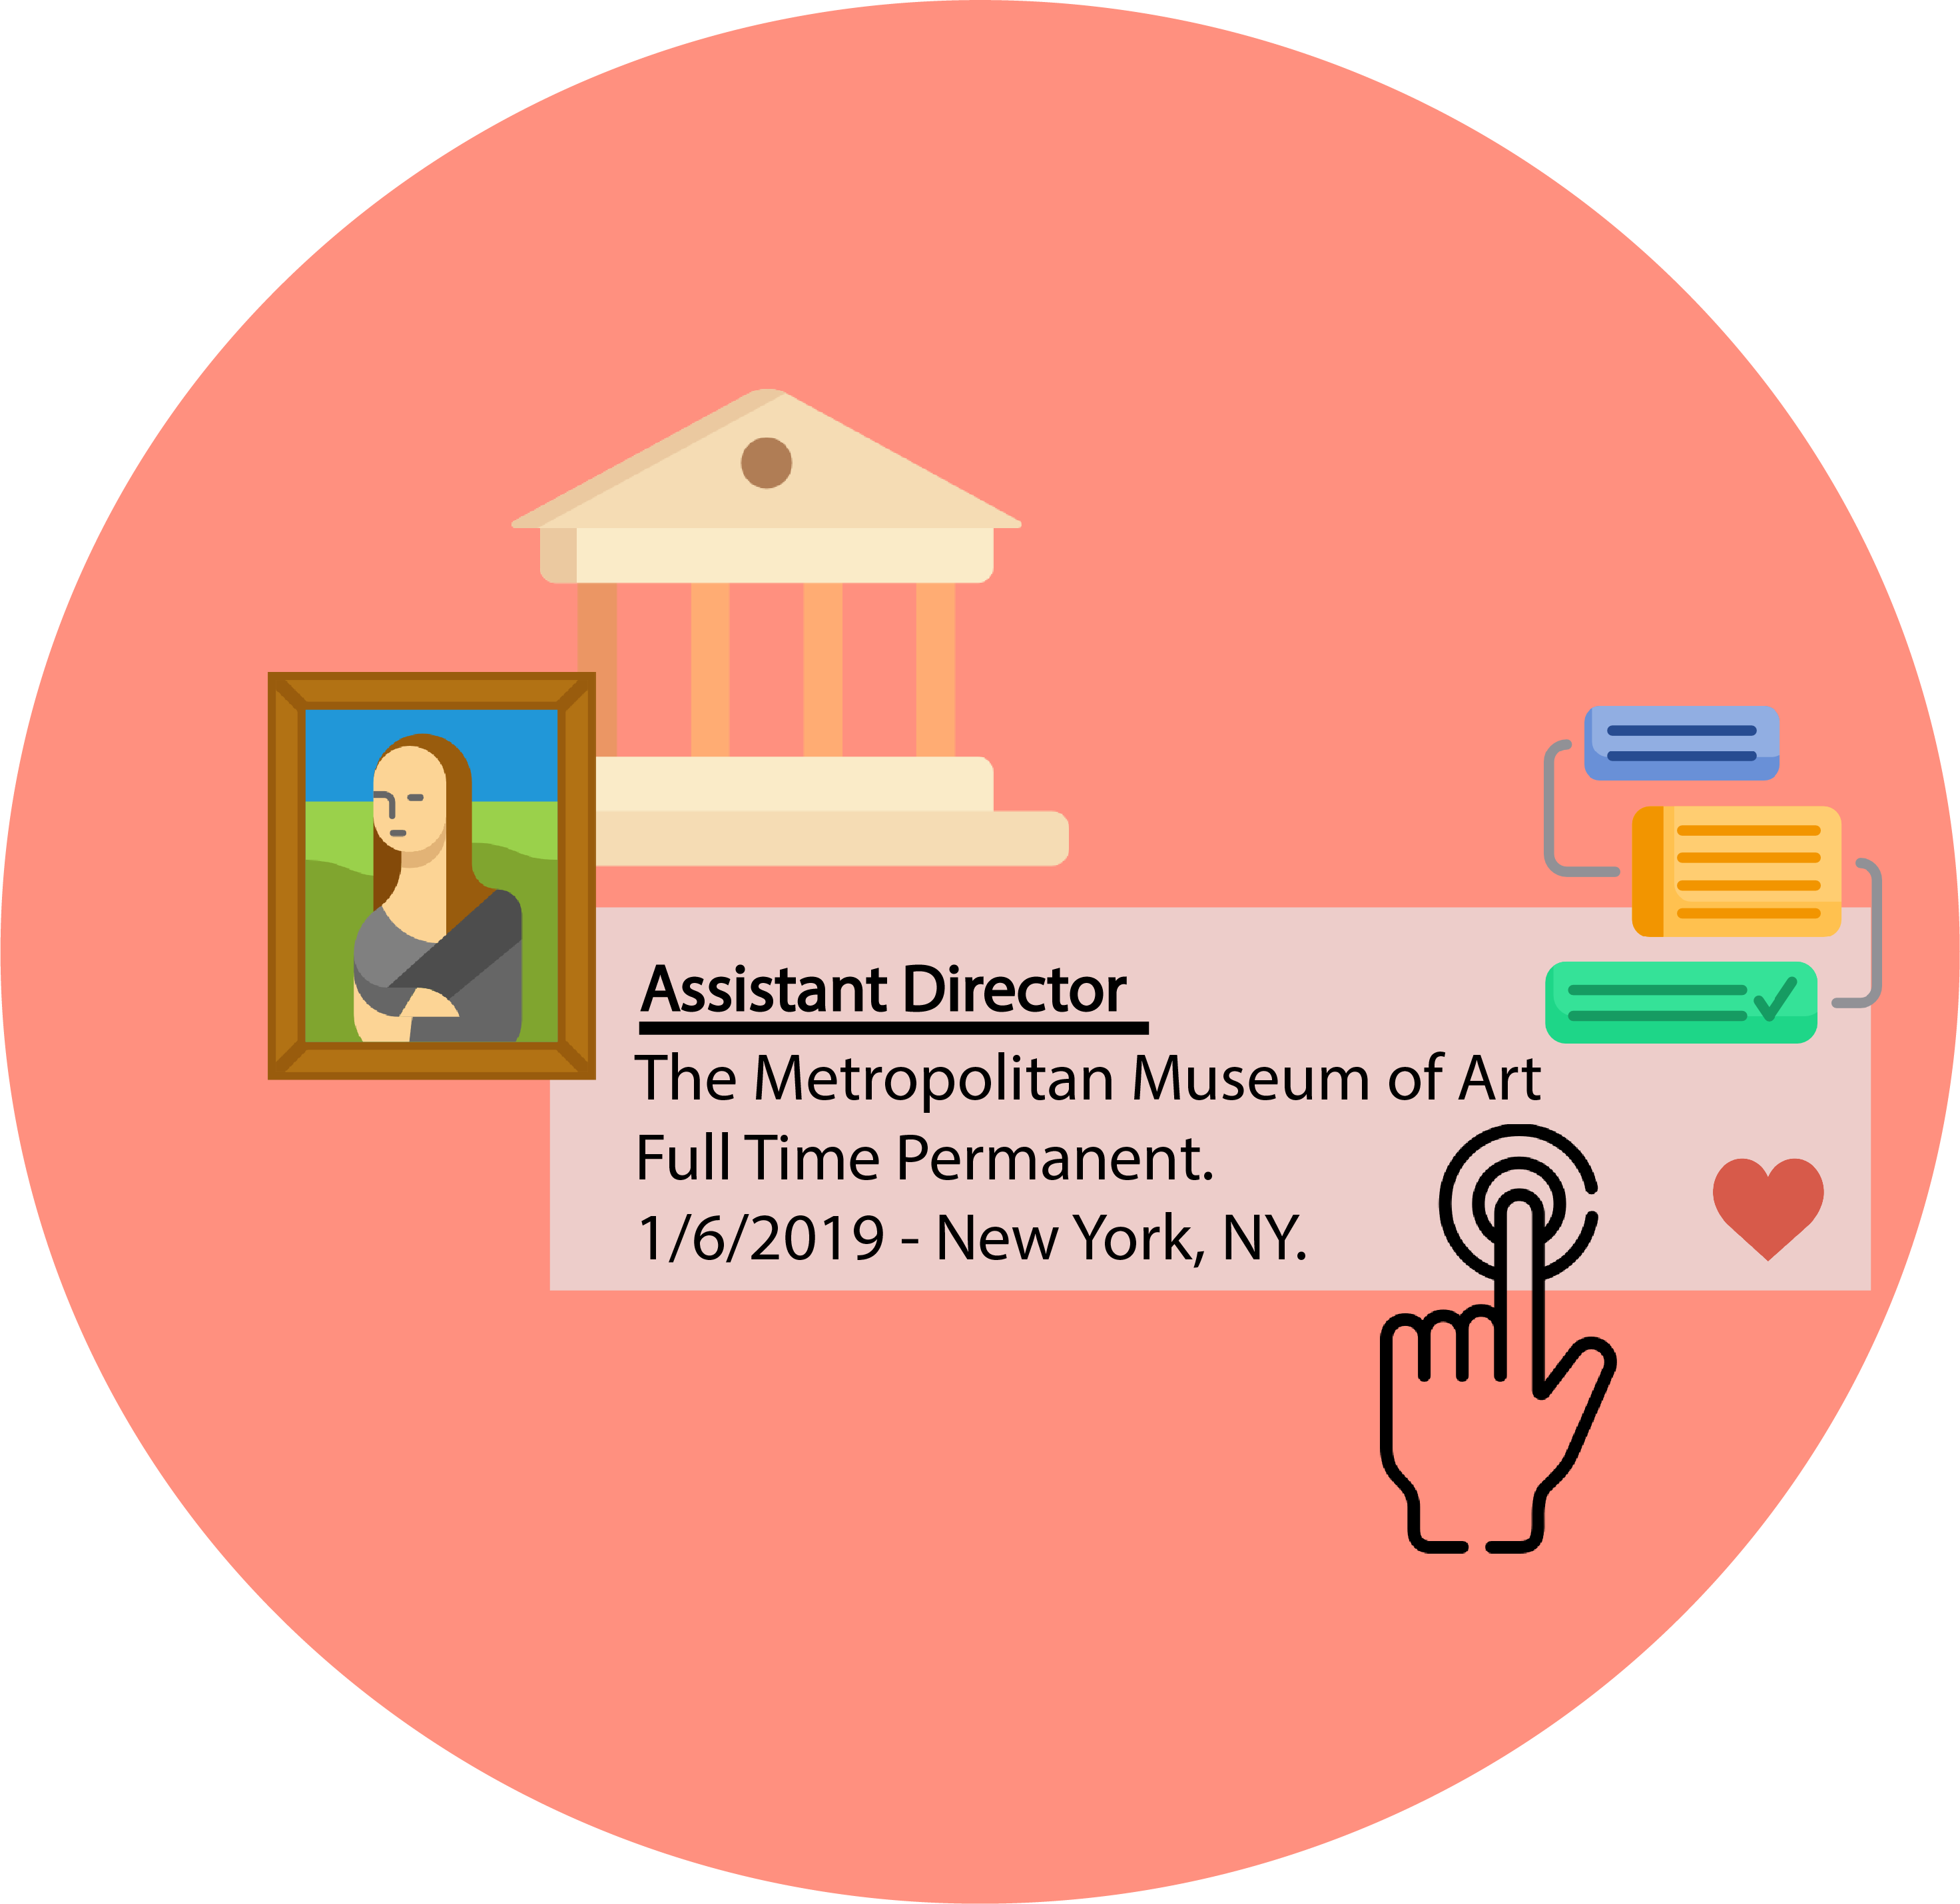 Assistant Director
The Metropolitan Museum of Art
Full Time Permanent.
1/6/2019 - New York, NY.